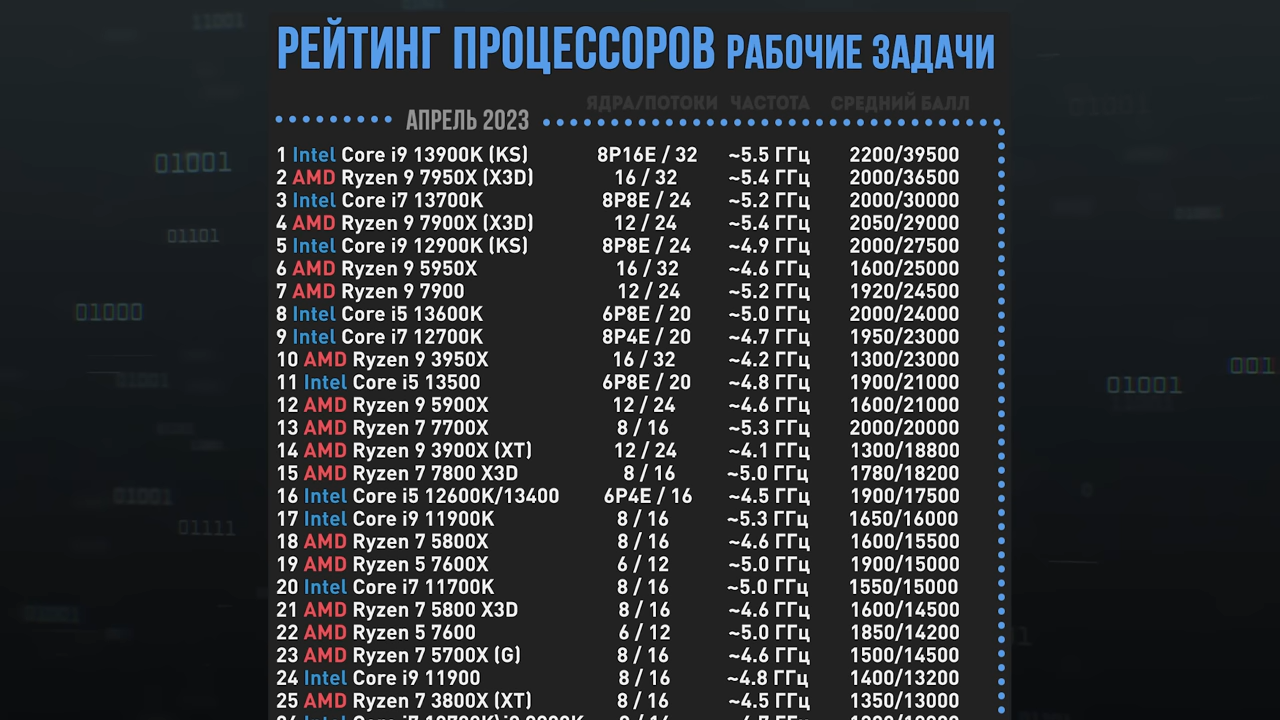 РЕЙТИНГ ПРОЦЕССОРОВ РАБОЧИЕ ЗАДАЧИ
ЯДРА/ПОТОКИ ЧАСТОТА СРЕДНИЙ БАЛЛ
АПРЕЛЬ 2023
1 Intel Core i9 13900K (KS) 8P16E / 32 ~5.5 ГГц 2200/39500
2 AMD Ryzen 9 7950X (X3D) 16 / 32 ~5.4 ГГц 2000/36500
3 Intel Core i7 13700K 8P8E / 24 ~5.2 ГГц 2000/30000
4 AMD Ryzen 9 7900X (X3D) 12 / 24 ~5.4 ГГц 2050/29000
5 Intel Core i9 12900K (KS) 8P8E / 24 ~4.9 ГГц 2000/27500
6 AMD Ryzen 9 5950X 16 / 32 ~4.6 ГГц 1600/25000
7 AMD Ryzen 9 7900 12 / 24 ~5.2 ГГц 1920/24500
8 Intel Core i5 13600K 6P8E / 20 ~5.0 ГГц 2000/24000
9 Intel Core i7 12700K 8P4E / 20 ~4.7 ГГц 1950/23000
10 AMD Ryzen 9 3950X 16 / 32 ~4.2 ГГц 1300/23000
11 Intel Core i5 13500 6P8E / 20 ~4.8 ГГц 1900/21000
12 AMD Ryzen 9 5900X 12 / 24 ~4.6 ГГц 1600/21000
13 AMD Ryzen 7 7700X 8 / 16 ~5.3 ГГц 2000/20000
14 AMD Ryzen 9 3900X (XT) 12 / 24 ~4.1 ГГц 1300/18800
15 AMD Ryzen 7 7800 X3D 8 / 16 ~5.0 ГГц 1780/18200
16 Intel Core i5 12600K/13400 6P4E / 16 ~4.5 ГГц 1900/17500
17 Intel Core i9 11900K 8 / 16 ~5.3 ГГц 1650/16000
18 AMD Ryzen 7 5800X 8 / 16 ~4.6 ГГц 1600/15500
19 AMD Ryzen 5 7600X 6 / 12 ~5.0 ГГц 1900/15000
20 Intel Core i7 11700K 8 / 16 ~5.0 ГГц 1550/15000
21 AMD Ryzen 7 5800 X3D 8 / 16 ~4.6 ГГц 1600/14500
22 AMD Ryzen 5 7600 6 / 12 ~5.0 ГГц 1850/14200
23 AMD Ryzen 7 5700X (G) 8 / 16 ~4.6 ГГц 1500/14500
24 Intel Core i9 11900 8 / 16 ~4.8 ГГц 1400/13200
25 AMD Ryzen 7 3800X (XT) 8 / 16 ~4.5 ГГц 1350/13000
01001
01101
01000
01001
01001
01111
001
01001